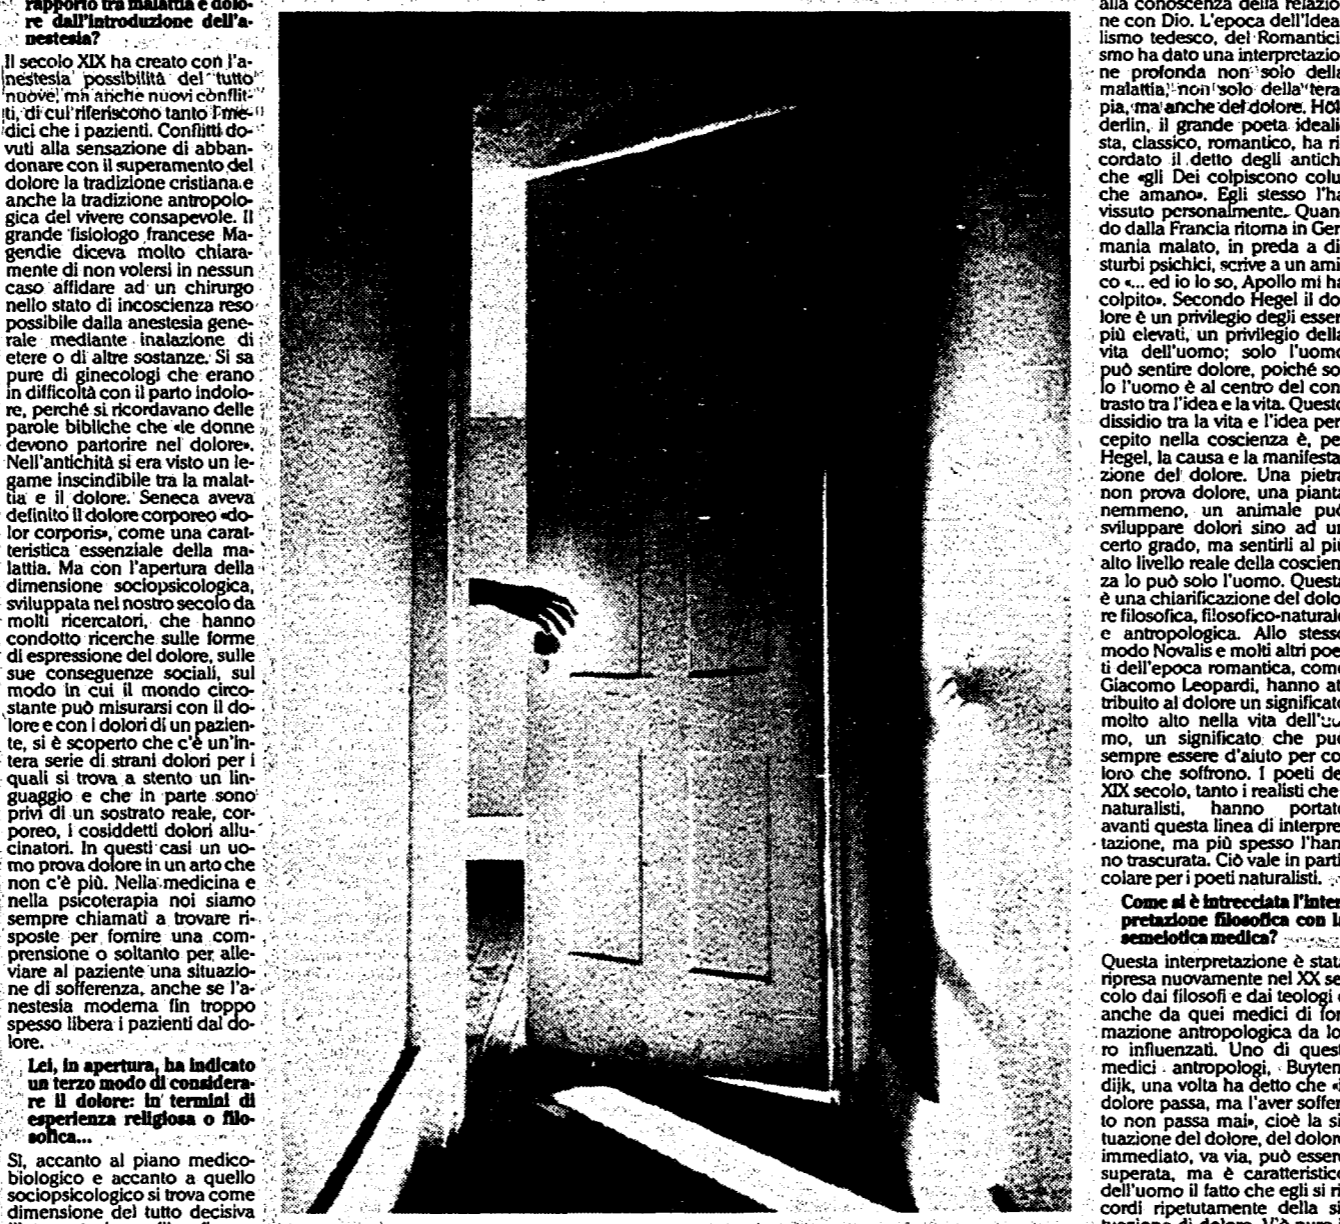 rapporto tra malattia e dolo-
re dall'introduzione dell'a-
nestesia?
Il secolo XIX ha creato con l'a-
nestesia possibilità del tutto
nuove, ma anche nuovi conflit-
ti, di cui riferiscono tanto i me-
dici che i pazienti. Conflitti do-
vuti alla sensazione di abban-
donare con il superamento del
dolore la tradizione cristiana e
anche la tradizione antropolo-
gica del vivere consapevole. Il
grande fisiologo francese Ma-
gendie diceva molto chiara-
mente di non volersi in nessun
caso affidare ad un chirurgo
nello stato di incoscienza reso
possibile dalla anestesia gene-
rale mediante inalazione di
etere o di altre sostanze. Si sa
pure di ginecologi che erano
in difficoltà con il parto indolo-
re, perché si ricordavano delle
parole bibliche che «le donne
devono partorire nel dolore».
Nell'antichità si era visto un le-
game inscindibile tra la malat-
tia e il dolore. Seneca aveva
definito il dolore corporeo «do-
lor corporis», come una carat-
teristica essenziale della ma-
lattia. Ma con l'apertura della
dimensione sociopsicologica,
sviluppata nel nostro secolo da
molti ricercatori, che hanno
condotto ricerche sulle forme
di espressione del dolore, sulle
sue conseguenze sociali, sul
modo in cui il mondo circo-
stante può misurarsi con il do-
lore e con i dolori di un pazien-
te, si è scoperto che c'è un'in-
tera serie di strani dolori per i
quali si trova a stento un lin-
guaggio e che in parte sono
privi di un sostrato reale, cor-
poreo, i cosiddetti dolori allu-
cinatori. In questi casi un uo-
mo prova dolore in un arto che
non c'è più. Nella medicina e
nella psicoterapia noi siamo
sempre chiamati a trovare ri-
sposte per fornire una com-
prensione o soltanto per alle-
viare al paziente una situazio-
ne di sofferenza, anche se l'a-
nestesia moderna fin troppo
spesso libera i pazienti dal do-
lore.
Lei, in apertura, ha indicato
un terzo modo di considera-
re il dolore: in termini di
esperienza religiosa o filo-
sofica...
Sì, accanto al piano medico-
biologico e accanto a quello
sociopsicologico si trova come
dimensione del tutto decisiva
alla conoscenza della relazio
ne con Dio. L'epoca dell'Idea
lismo tedesco, del Romantici
smo ha dato una interpretazio
ne profonda non solo della
malattia, non solo della tera
pia, ma anche del dolore. Höl
derlin, il grande poeta ideali
sta, classico, romantico, ha ri
cordato il detto degli antich
che «gli Dei colpiscono colu
che amano». Egli stesso l'ha
vissuto personalmente. Quan
do dalla Francia ritorna in Ger
mania malato, in preda a di
sturbi psichici, scrive a un ami
co «... ed io lo so, Apollo mi ha
colpito». Secondo Hegel il do
lore è un privilegio degli esser
più elevati, un privilegio della
vita dell'uomo; solo l'uomo
può sentire dolore, poiché so
lo l'uomo è al centro del con
trasto tra l'idea e la vita. Questo
dissidio tra la vita e l'idea per
cepito nella coscienza è, pe
Hegel, la causa e la manifesta
zione del dolore. Una pietra
non prova dolore, una pianta
nemmeno, un animale può
sviluppare dolori sino ad un
certo grado, ma sentirli al più
alto livello reale della coscien
za lo può solo l'uomo. Questa
è una chiarificazione del dolo
re filosofica, filosofico-naturale
e antropologica. Allo stesso
modo Novalis e molti altri poe
ti dell'epoca romantica, come
Giacomo Leopardi, hanno at
tribuito al dolore un significato
molto alto nella vita dell'uo
mo, un significato che può
sempre essere d'aiuto per co
loro che soffrono. I poeti de
XIX secolo, tanto i realisti che
naturalisti, hanno portato
avanti questa linea di interpre
tazione, ma più spesso l'han
no trascurata. Ciò vale in parti
colare per i poeti naturalisti.
Come si è intrecciata l'inter
pretazione filosofica con la
semeiotica medica?
Questa interpretazione è stata
ripresa nuovamente nel XX se
colo dai filosofi e dai teologi e
anche da quei medici di for
mazione antropologica da lo
ro influenzati. Uno di quest
medici antropologi, Buyten
dijk, una volta ha detto che «i
dolore passa, ma l'aver soffer
to non passa mai», cioè la si
tuazione del dolore, del dolore
immediato, va via, può essere
superata, ma è caratteristico
dell'uomo il fatto che egli si ri
cordi ripetutamente della si